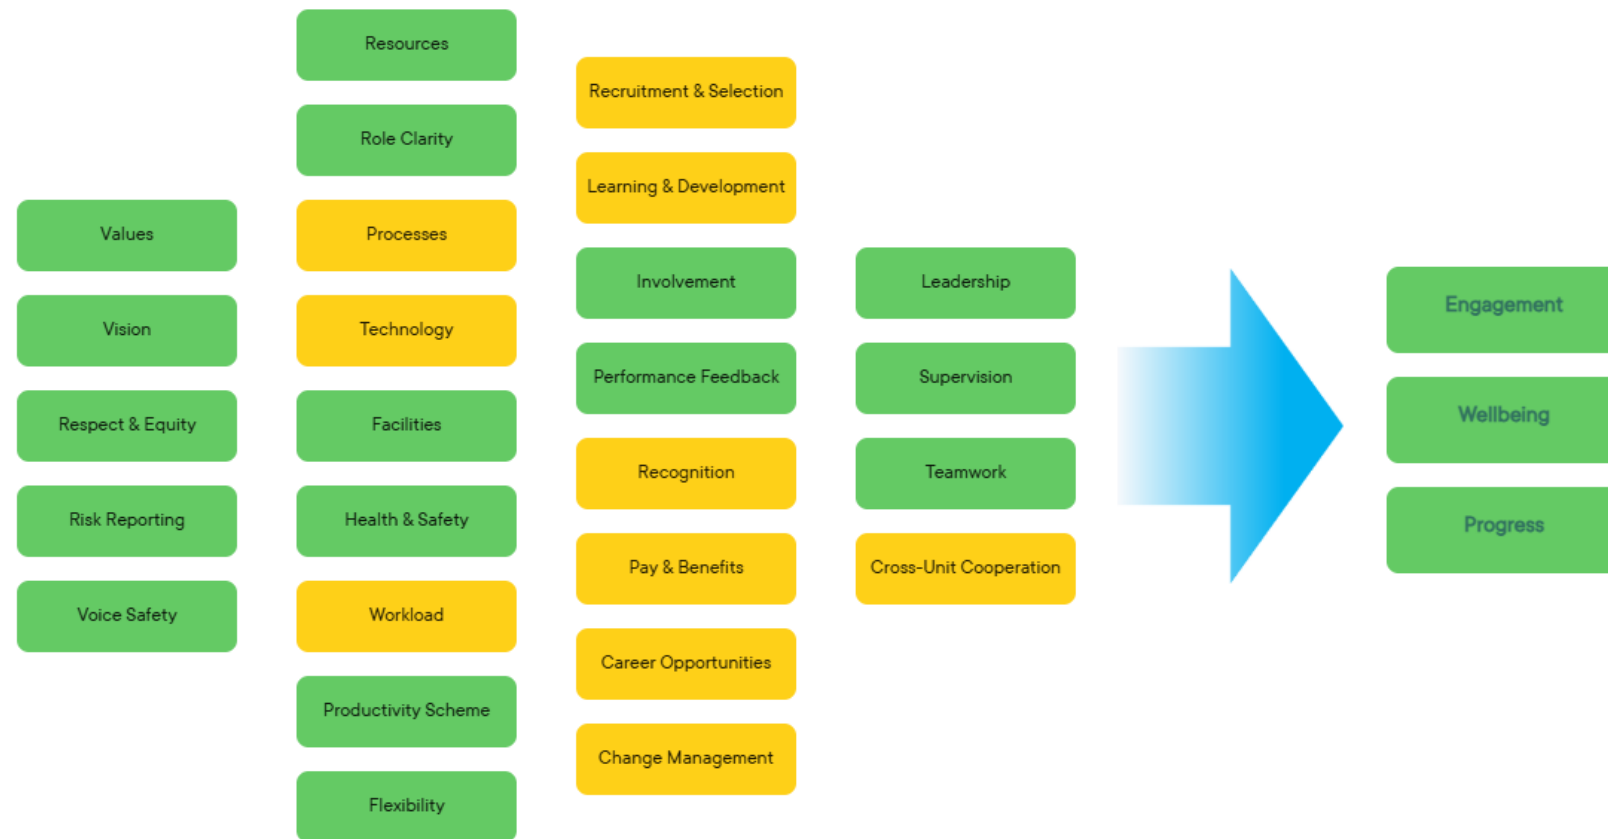 Values
Vision
Respect & Equity
Risk Reporting
Voice Safety
Resources
Role Clarity
Processes
Technology
Facilities
Health & Safety
Workload
Productivity Scheme
Flexibility
Recruitment & Selection
Learning & Development
Involvement
Performance Feedback
Recognition
Pay & Benefits
Career Opportunities
Change Management
Leadership
Supervision
Teamwork
Cross-Unit Cooperation
Engagement
Wellbeing
Progress